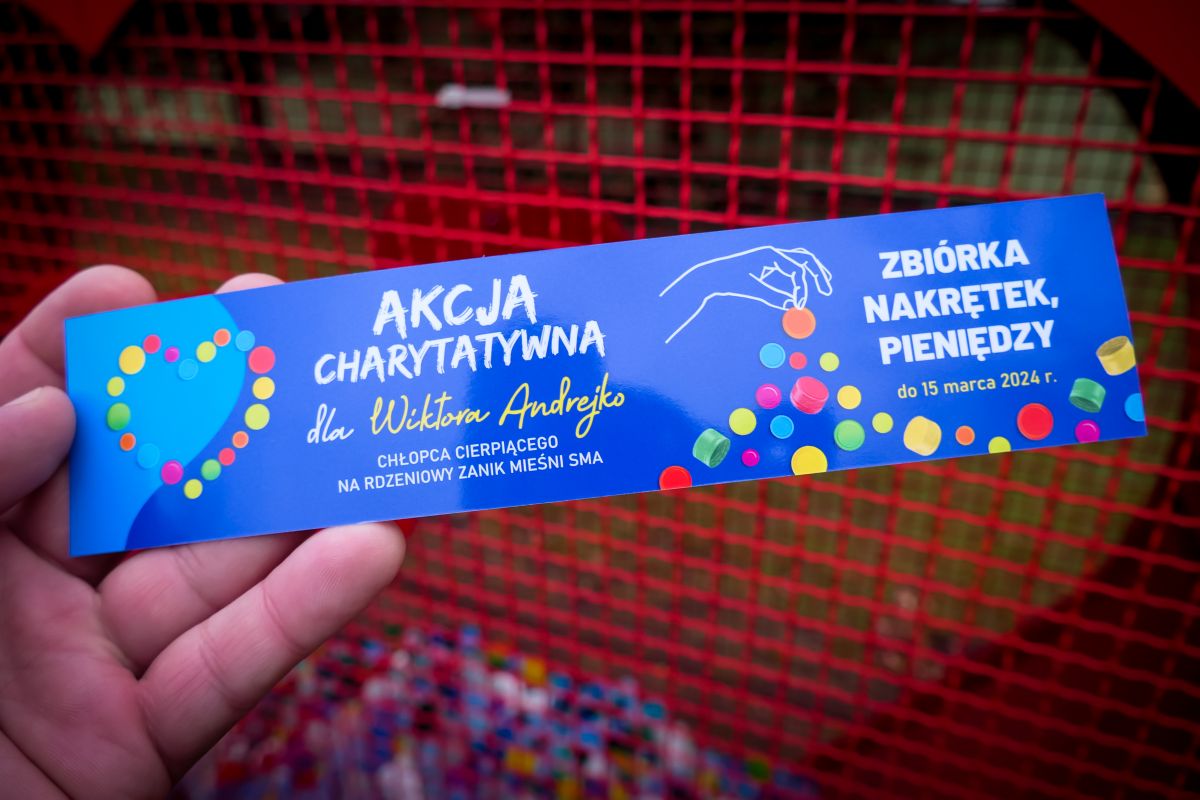 AKCJA
CHARYTATYWNA
dla Wiktora Andrejko
CHŁOPCA CIERPIĄCEGO
NA RDZENIOWY ZANIK MIEŚNI SMA
ZBIÓRKA
NAKRĘTEK,
PIENIĘDZY
do 15 marca 2024 r.